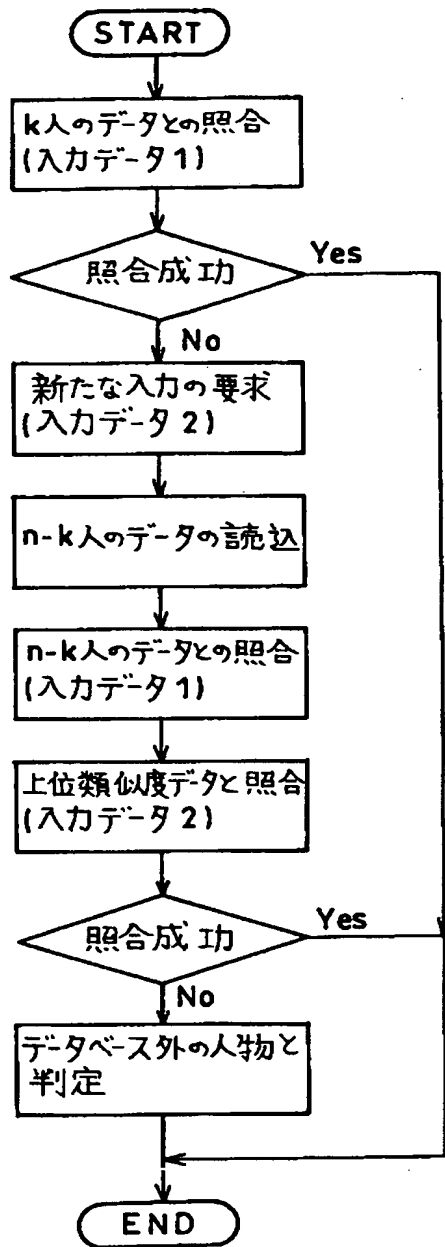 START
k人のデータとの照合
(入力データ1)
照合成功
Yes
No
新たな入力の要求
(入力データ2)
n-k人のデータの読込
n-k人のデータとの照合
(入力データ1)
上位類似度データと照合
(入力データ2)
照合成功
Yes
No
データベース外の人物と
判定
END